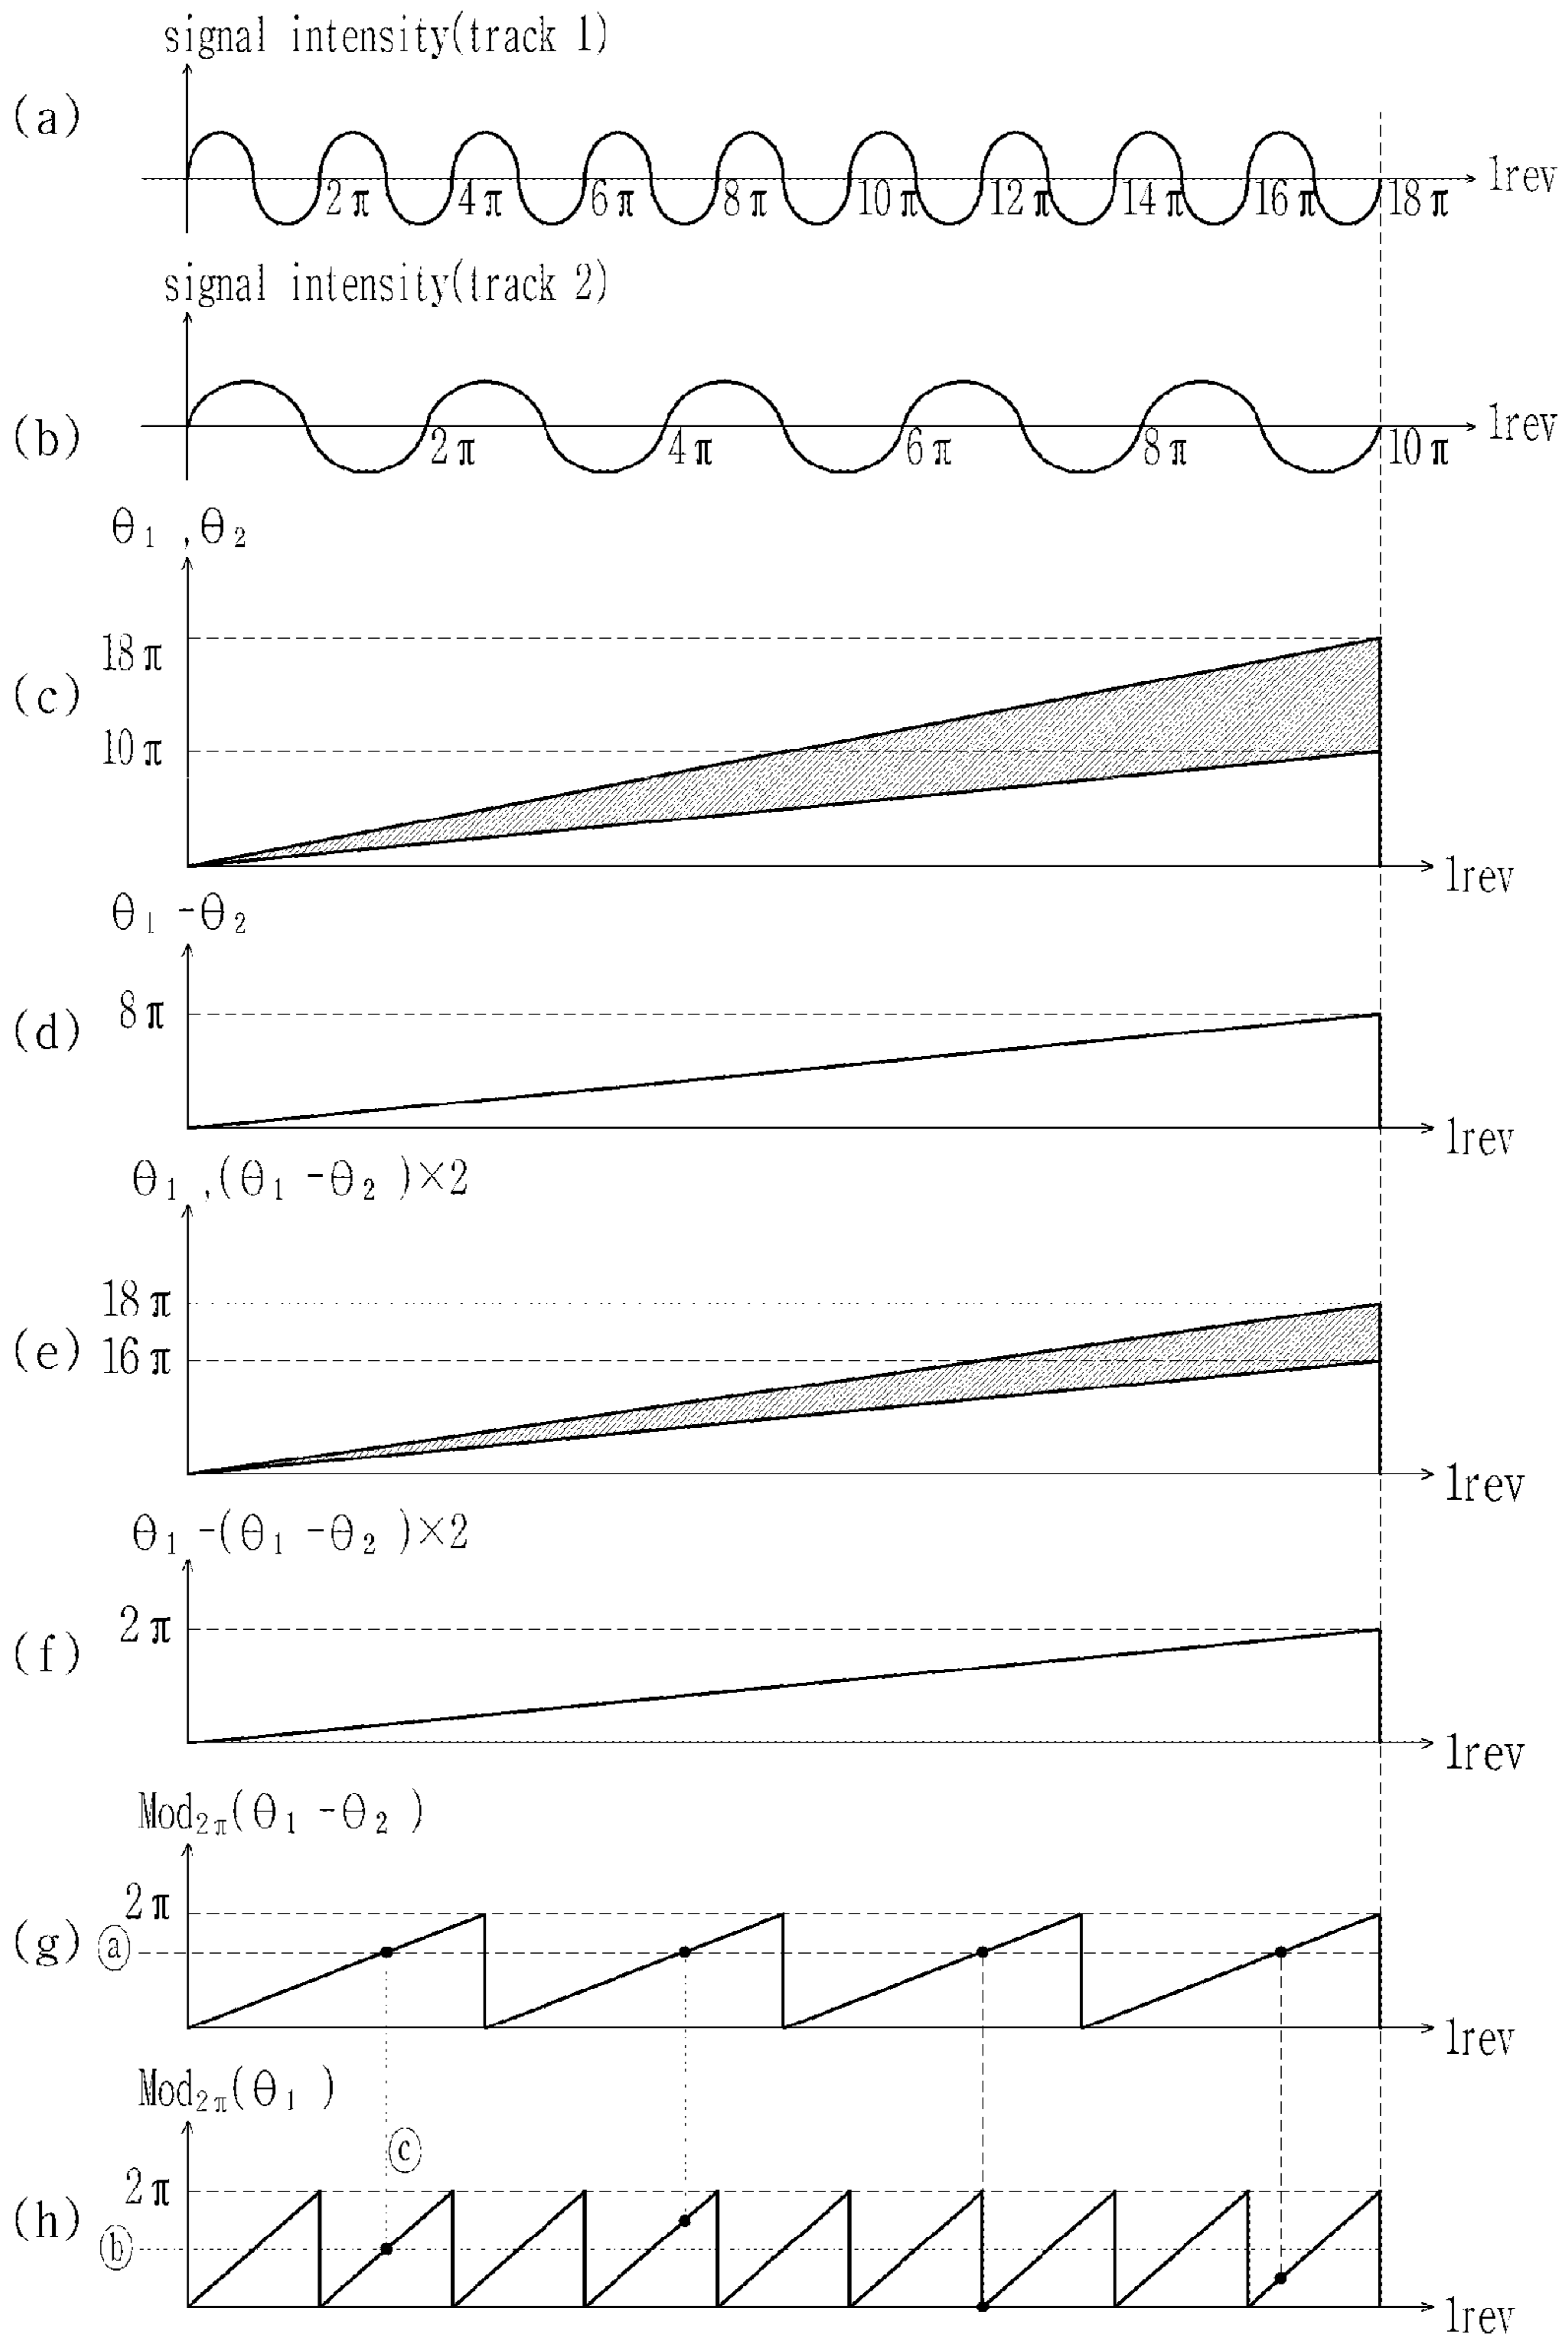 signal intensity(track 1)
(a)
2π 4π 6π 8π 10π 12π 14π 16π 18π
1rev
signal intensity(track 2)
(b)
2π 4π 6π 8π 10π
1rev
θ₁ ,θ₂
18π
(c)
10π
1rev
θ₁ -θ₂
8π
(d)
1rev
θ₁ ,(θ₁ -θ₂ )×2
18π
(e) 16π
1rev
θ₁ -(θ₁ -θ₂ )×2
2π
(f)
1rev
Mod₂π(θ₁ -θ₂ )
2π
(g) ⓐ
1rev
Mod₂π(θ₁ )
ⓒ
2π
(h)
ⓑ
1rev